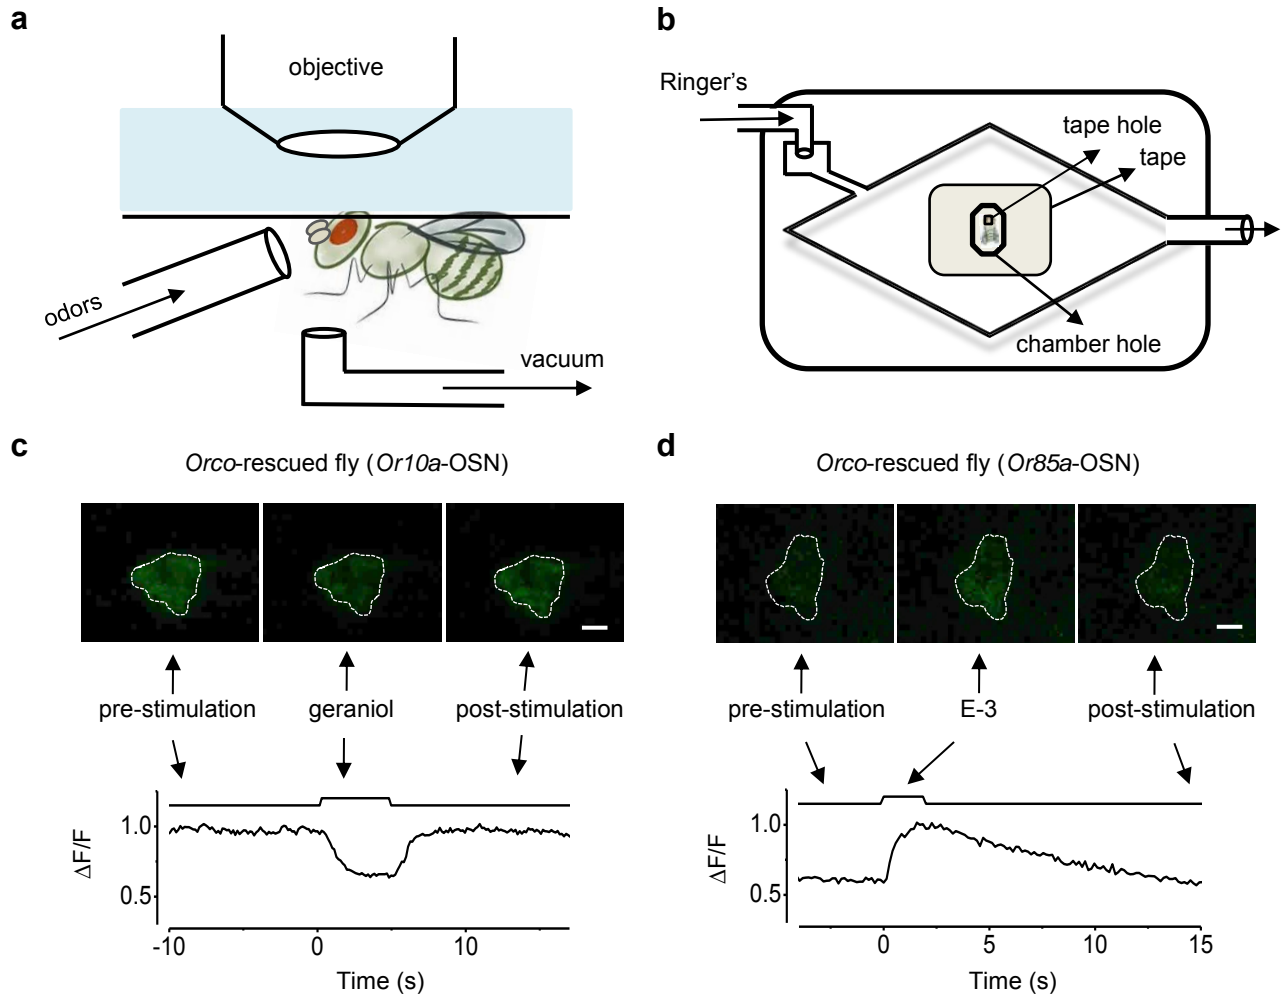 a
objective
odors
vacuum
b
Ringer's
tape hole
tape
chamber hole
c
Orco-rescued fly (Or10a-OSN)
pre-stimulation
geraniol
post-stimulation
ΔF/F
1.0
0.5
-10
0
10
Time (s)
d
Orco-rescued fly (Or85a-OSN)
pre-stimulation
E-3
post-stimulation
ΔF/F
1.0
0.5
0
5
10
15
Time (s)